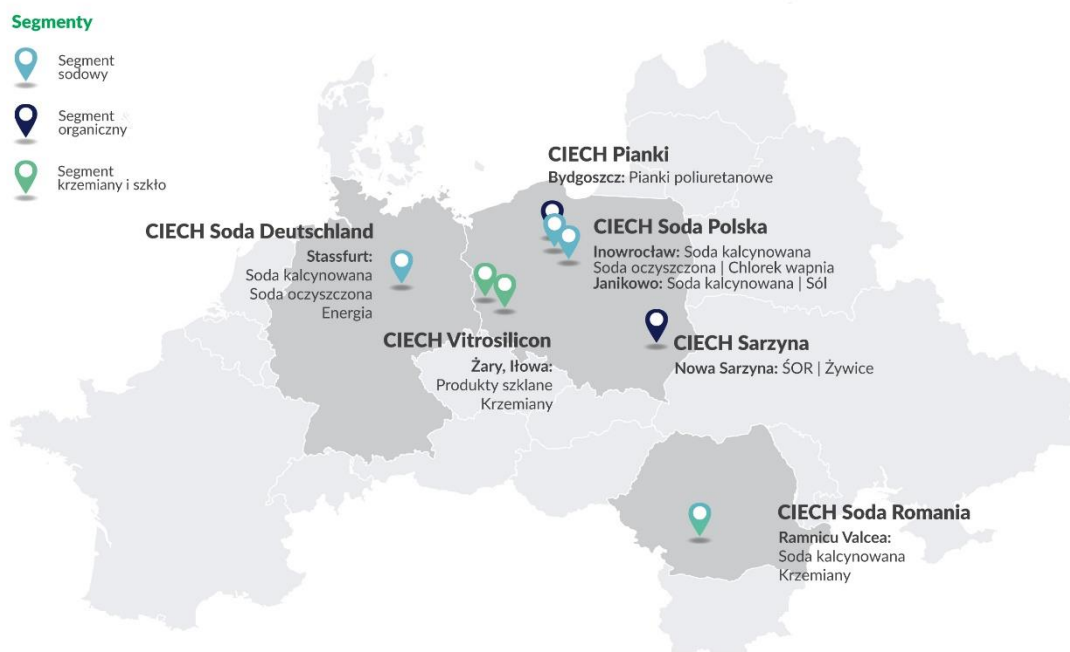 Segmenty
Segment
sodowy
Segment
organiczny
Segment
krzemiany i szkło
CIECH Pianki
Bydgoszcz: Pianki poliuretanowe
CIECH Soda Polska
Inowrocław: Soda kalcynowana
Soda oczyszczona | Chlorek wapnia
Janikowo: Soda kalcynowana | Sól
CIECH Soda Deutschland
Stassfurt:
Soda kalcynowana
Soda oczyszczona
Energia
CIECH Vitrosilicon
Żary, Iłowa:
Produkty szklane
Krzemiany
CIECH Sarzyna
Nowa Sarzyna: ŚOR | Żywice
CIECH Soda Romania
Ramnicu Valcea:
Soda kalcynowana
Krzemiany